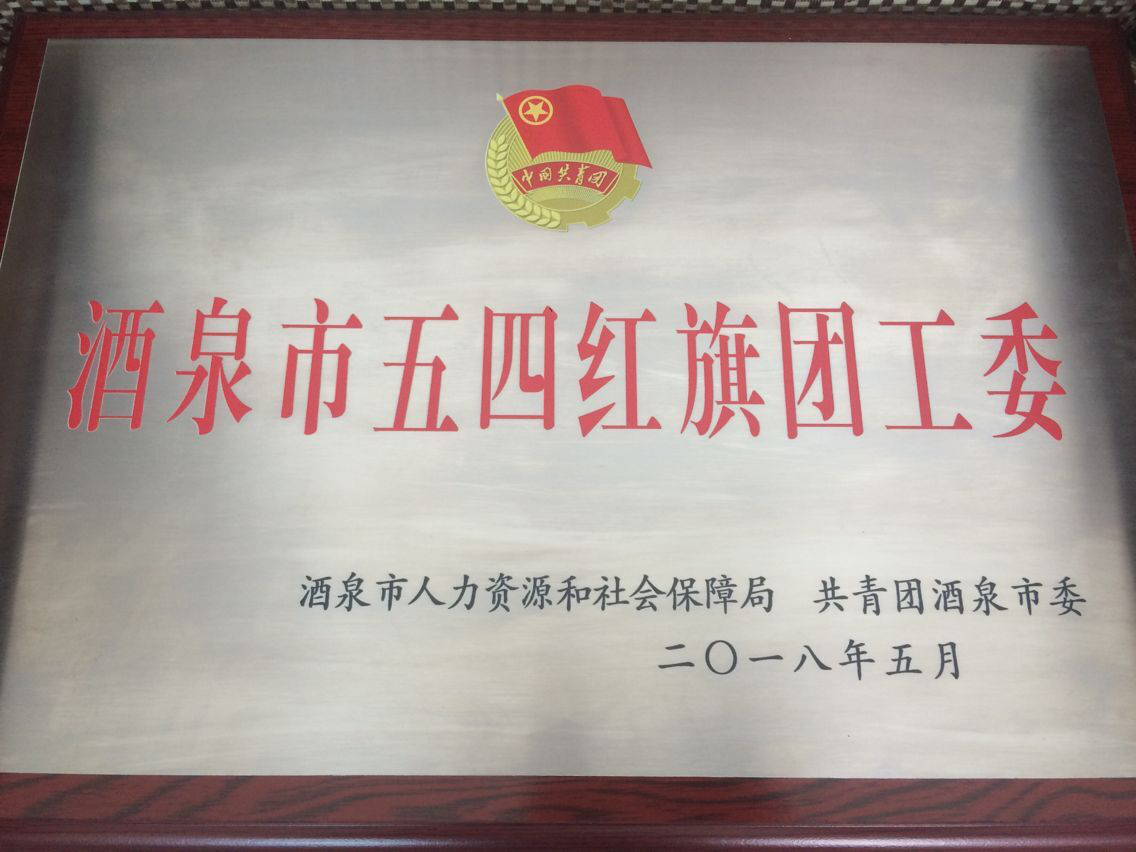 中国共青团
酒泉市五四红旗团工委
酒泉市人力资源和社会保障局 共青团酒泉市委
二〇一八年五月